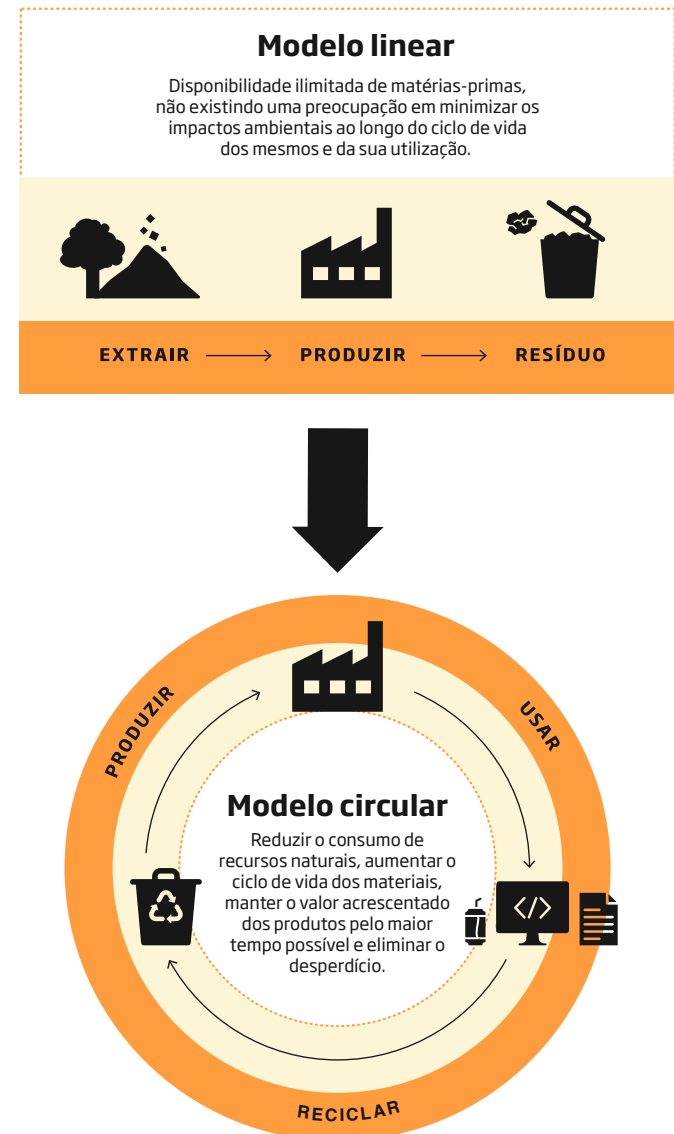 Modelo linear
Disponibilidade ilimitada de matérias-primas,
não existindo uma preocupação em minimizar os
impactos ambientais ao longo do ciclo de vida
dos mesmos e da sua utilização.
EXTRAIR → PRODUZIR → RESÍDUO
PRODUZIR
USAR
Modelo circular
Reduzir o consumo de
recursos naturais, aumentar o
ciclo de vida dos materiais,
manter o valor acrescentado
dos produtos pelo maior
tempo possível e eliminar o
desperdício.
</>
RECICLAR